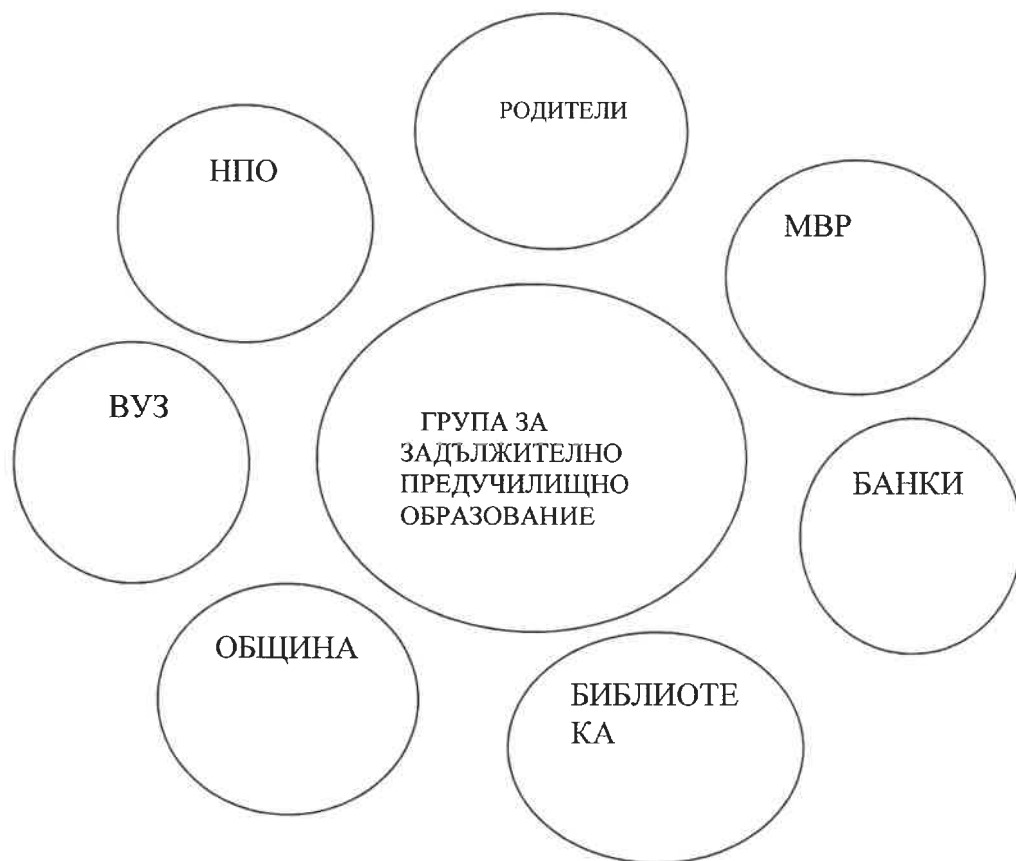 РОДИТЕЛИ
НПО
МВР
ВУЗ
ГРУПА ЗА
ЗАДЪЛЖИТЕЛНО
ПРЕДУЧИЛИЩНО
ОБРАЗОВАНИЕ
БАНКИ
ОБЩИНА
БИБЛИОТЕ
КА